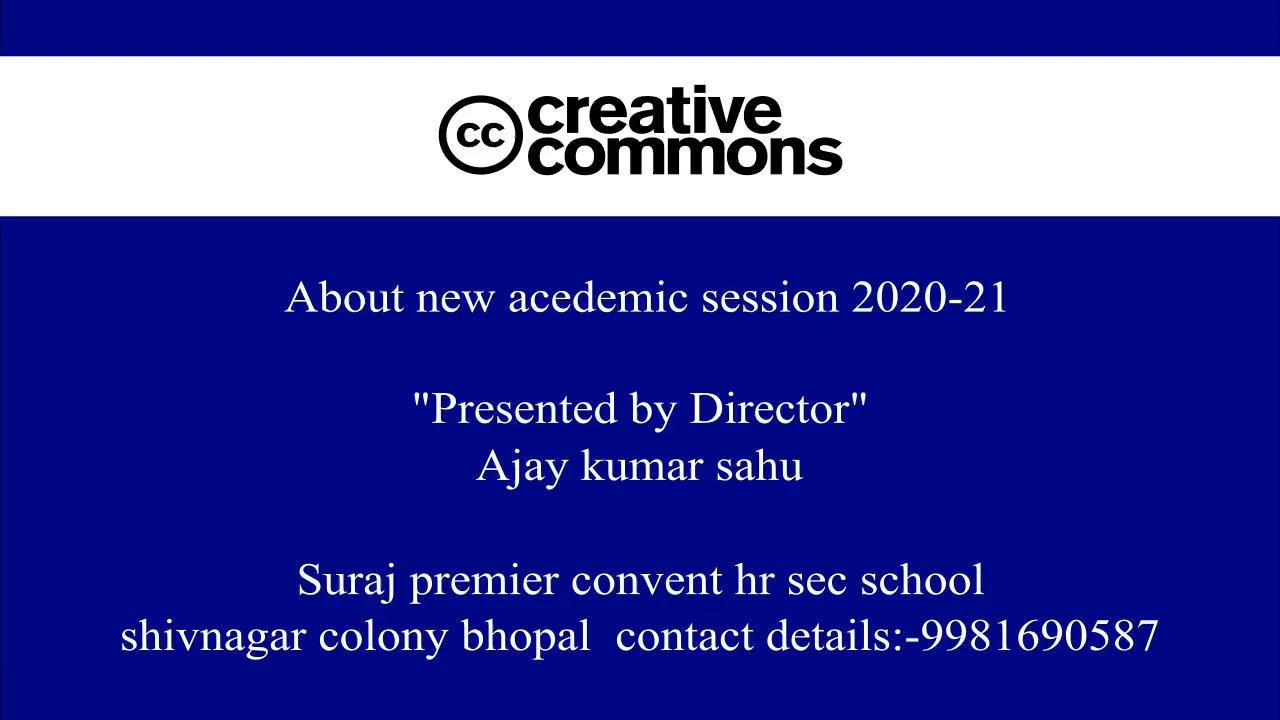 cc creative
commons
About new acedemic session 2020-21
"Presented by Director"
Ajay kumar sahu
Suraj premier convent hr sec school
shivnagar colony bhopal  contact details:-9981690587